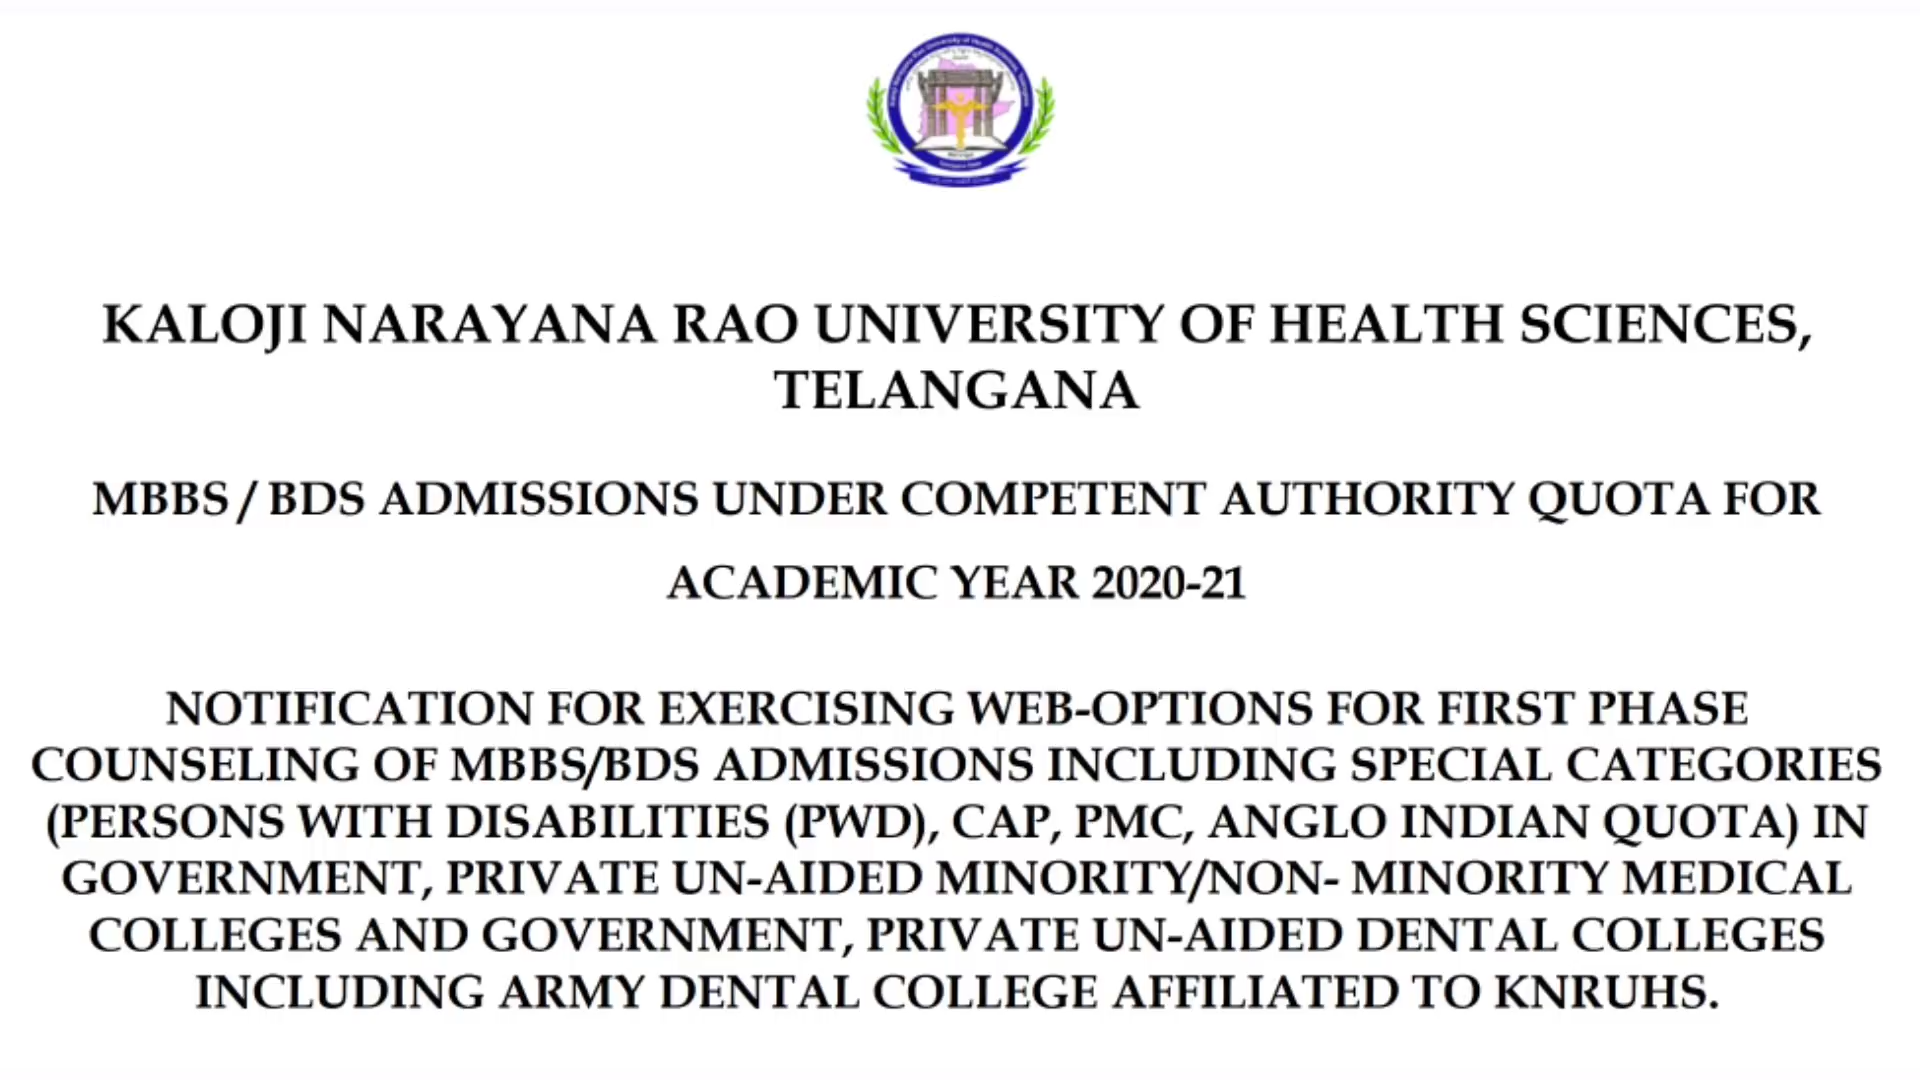 KALOJI NARAYANA RAO UNIVERSITY OF HEALTH SCIENCES,
TELANGANA
MBBS / BDS ADMISSIONS UNDER COMPETENT AUTHORITY QUOTA FOR
ACADEMIC YEAR 2020-21
NOTIFICATION FOR EXERCISING WEB-OPTIONS FOR FIRST PHASE
COUNSELING OF MBBS/BDS ADMISSIONS INCLUDING SPECIAL CATEGORIES
(PERSONS WITH DISABILITIES (PWD), CAP, PMC, ANGLO INDIAN QUOTA) IN
GOVERNMENT, PRIVATE UN-AIDED MINORITY/NON- MINORITY MEDICAL
COLLEGES AND GOVERNMENT, PRIVATE UN-AIDED DENTAL COLLEGES
INCLUDING ARMY DENTAL COLLEGE AFFILIATED TO KNRUHS.